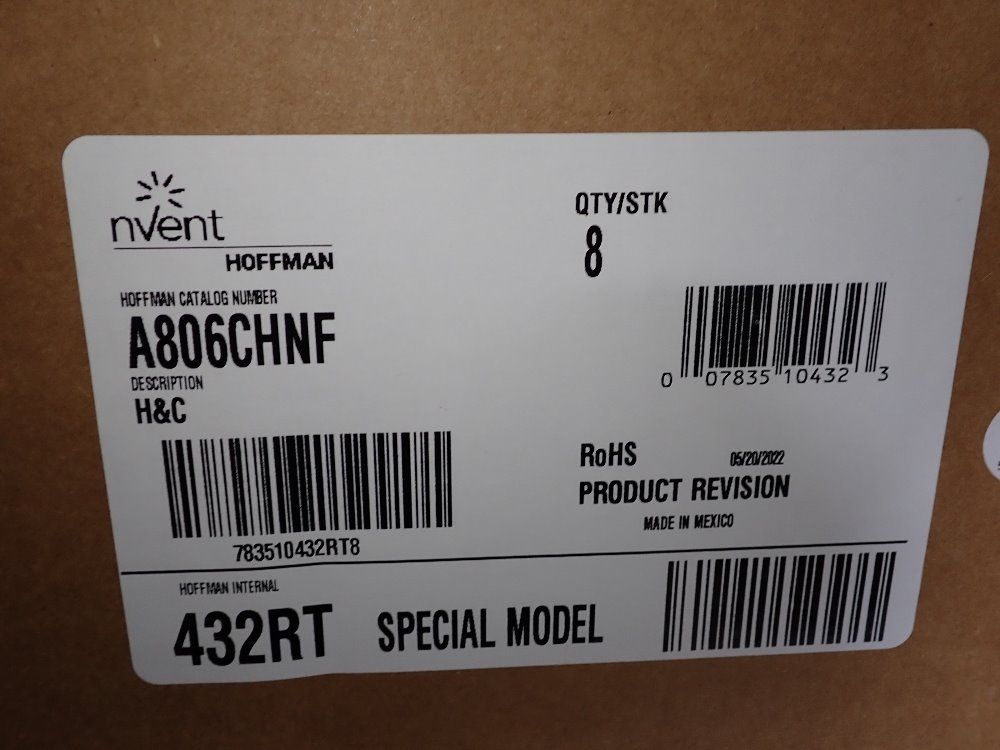 nVent
HOFFMAN
HOFFMAN CATALOG NUMBER
A806CHNF
DESCRIPTION
H&C
783510432RT8
QTY/STK
8
0 07835 10432 3
RoHS 05/20/2022
PRODUCT REVISION
MADE IN MEXICO
HOFFMAN INTERNAL
432RT SPECIAL MODEL